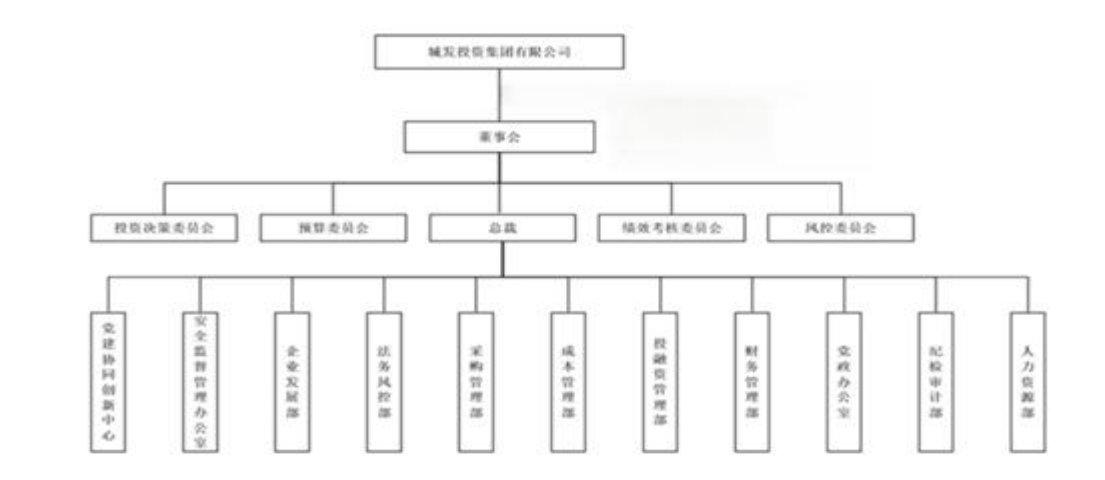 城发投资集团有限公司
董事会
投资决策委员会
预算委员会
总裁
绩效考核委员会
风控委员会
党建协同创新中心
安全监督管理办公室
企业发展部
法务风控部
采购管理部
成本管理部
投融资管理部
财务管理部
党政办公室
纪检审计部
人力资源部